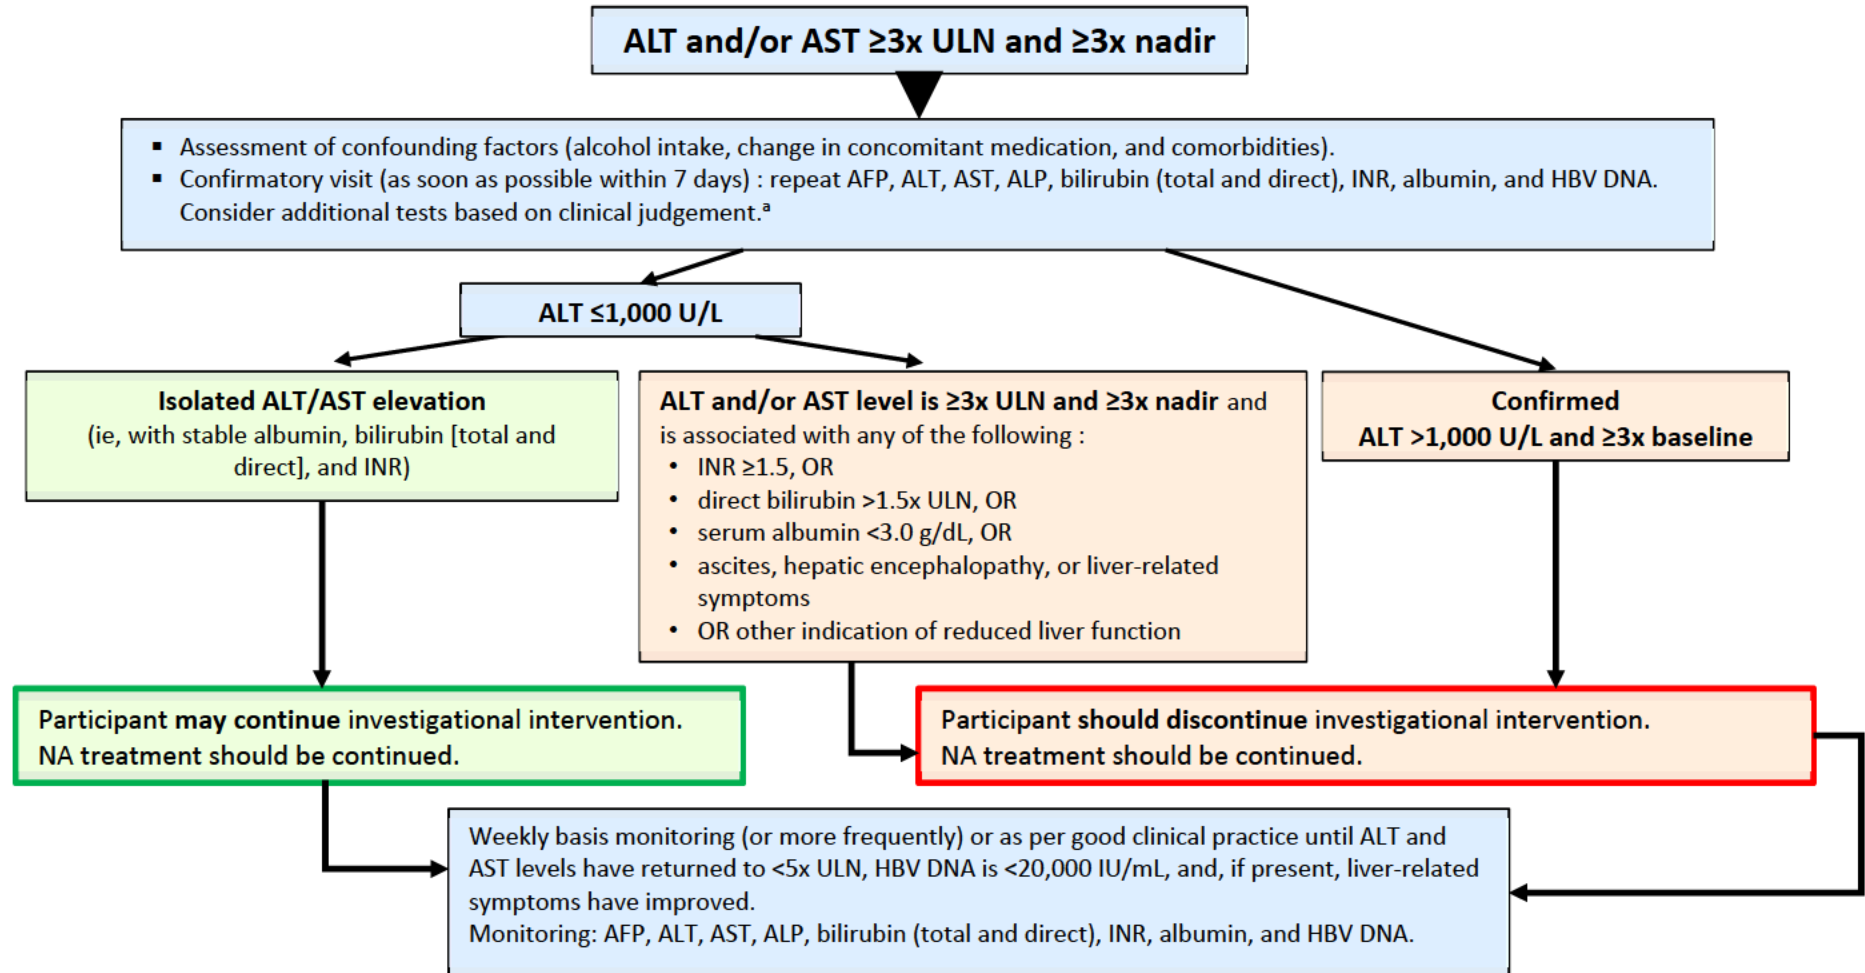 ALT and/or AST ≥3x ULN and ≥3x nadir
▪ Assessment of confounding factors (alcohol intake, change in concomitant medication, and comorbidities).
▪ Confirmatory visit (as soon as possible within 7 days) : repeat AFP, ALT, AST, ALP, bilirubin (total and direct), INR, albumin, and HBV DNA.
Consider additional tests based on clinical judgement.ª
ALT ≤1,000 U/L
Isolated ALT/AST elevation
(ie, with stable albumin, bilirubin [total and
direct], and INR)
ALT and/or AST level is ≥3x ULN and ≥3x nadir and
is associated with any of the following :
• INR ≥1.5, OR
• direct bilirubin >1.5x ULN, OR
• serum albumin <3.0 g/dL, OR
• ascites, hepatic encephalopathy, or liver-related
symptoms
• OR other indication of reduced liver function
Confirmed
ALT >1,000 U/L and ≥3x baseline
Participant may continue investigational intervention.
NA treatment should be continued.
Participant should discontinue investigational intervention.
NA treatment should be continued.
Weekly basis monitoring (or more frequently) or as per good clinical practice until ALT and
AST levels have returned to <5x ULN, HBV DNA is <20,000 IU/mL, and, if present, liver-related
symptoms have improved.
Monitoring: AFP, ALT, AST, ALP, bilirubin (total and direct), INR, albumin, and HBV DNA.